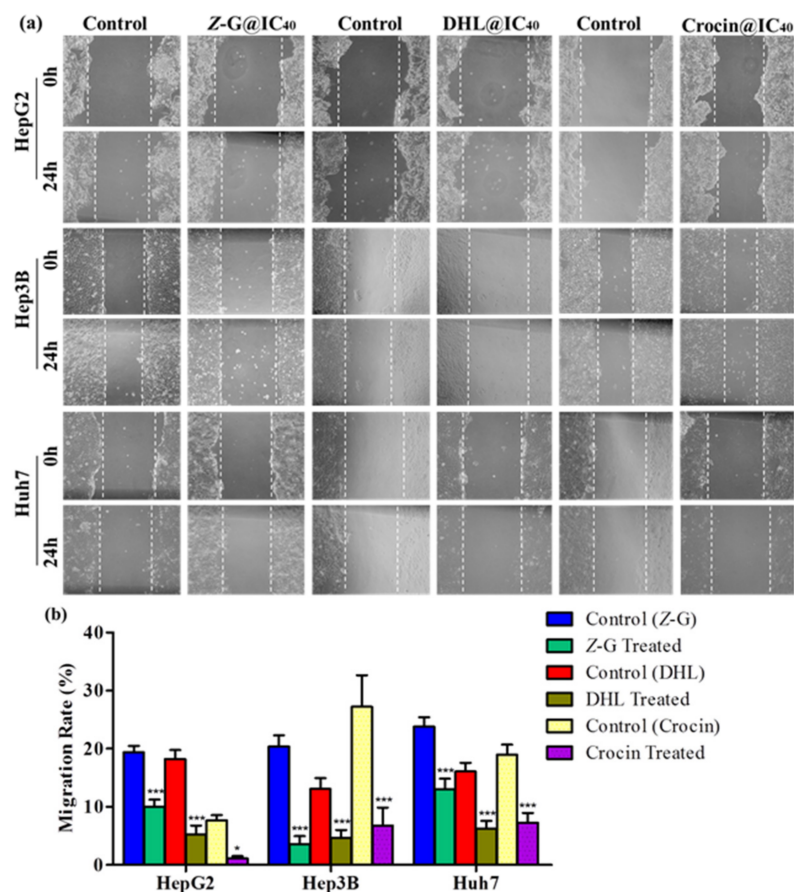 (a)
Control Z-G@IC40 Control DHL@IC40 Control Crocin@IC40
HepG2
0h
24h
Hep3B
0h
24h
Huh7
0h
24h
(b)
Migration Rate (%)
40
30
20
10
0
*** *** *
*** *** ***
*** *** ***
HepG2 Hep3B Huh7
Control (Z-G)
Z-G Treated
Control (DHL)
DHL Treated
Control (Crocin)
Crocin Treated